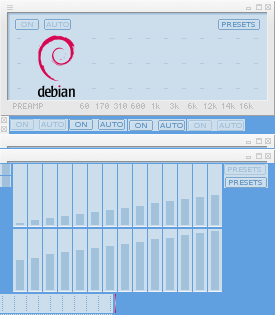 ON AUTO PRESETS
debian
PREAMP 60 170 310 600 1k 3k 6k 12k 14k 16k
ON AUTO ON AUTO ON AUTO ON AUTO
PRESETS
PRESETS